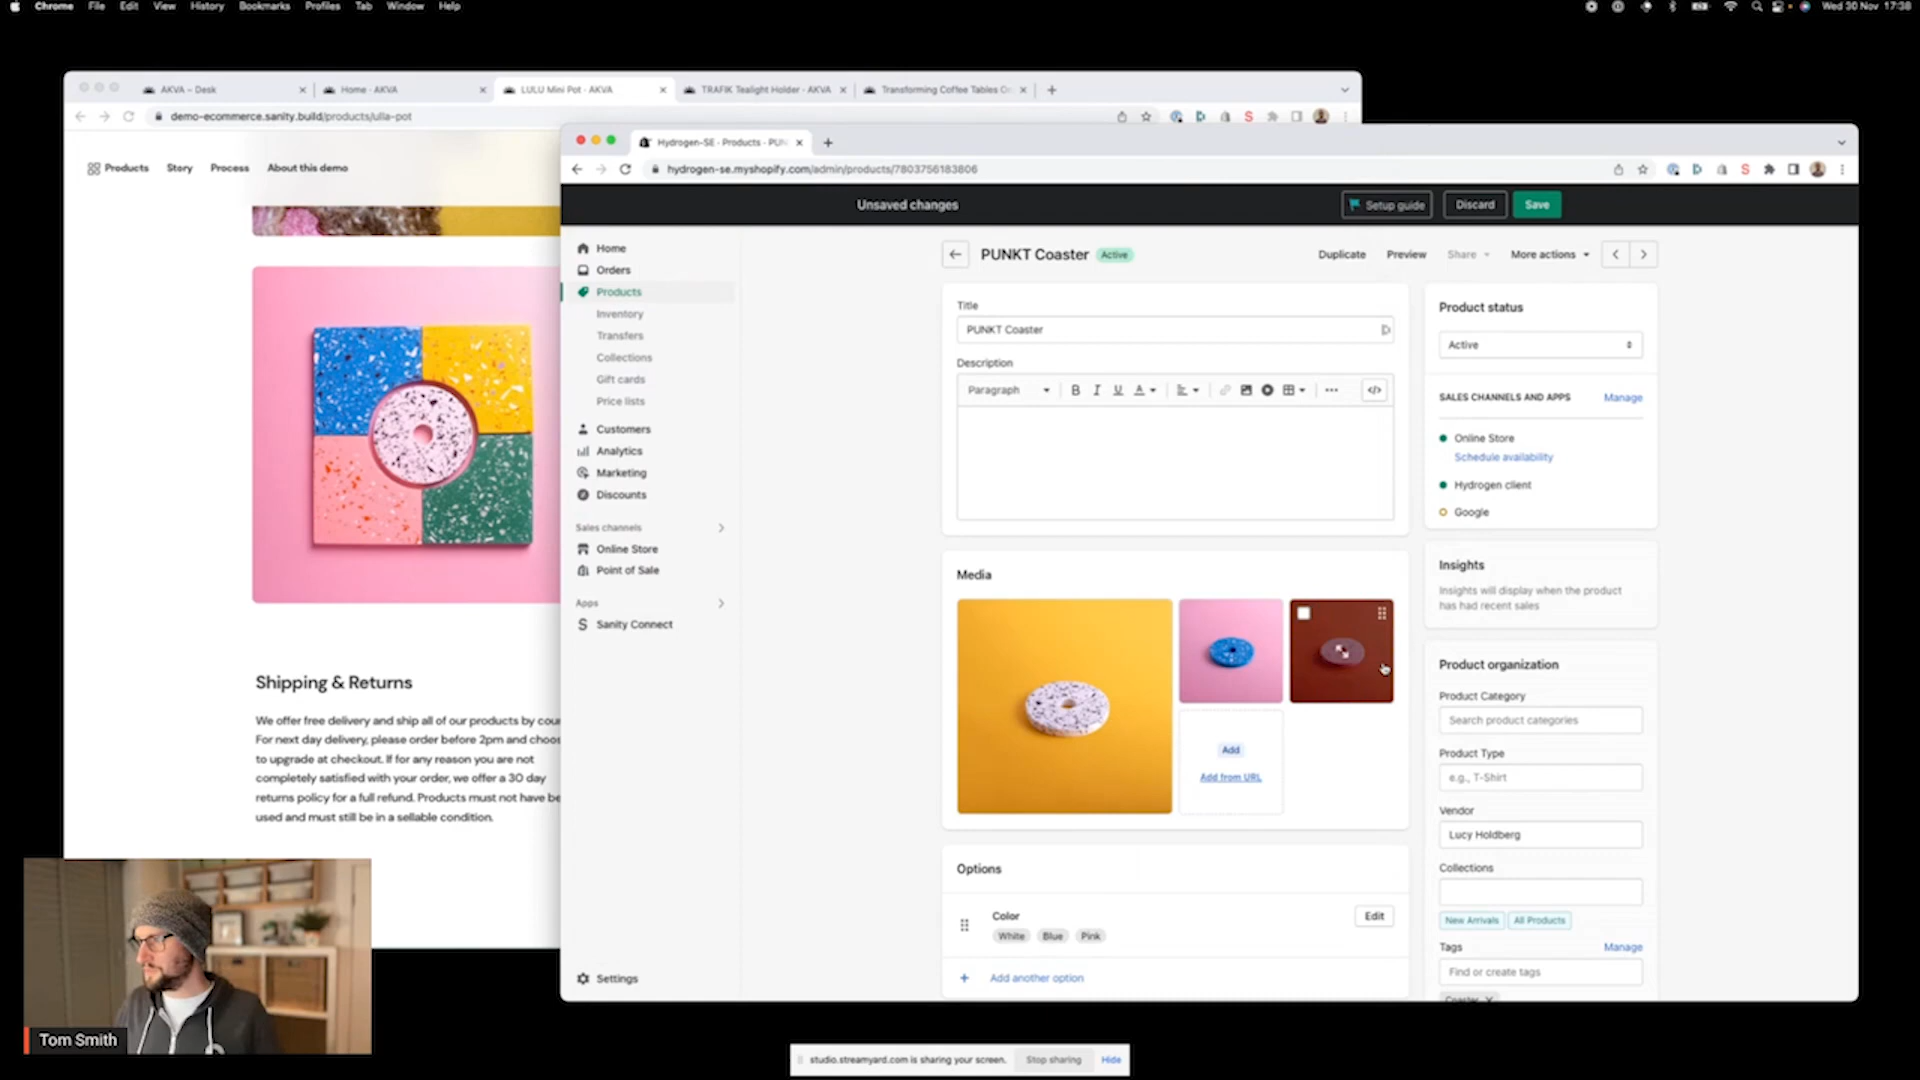 Chrome File Edit View History Bookmarks Profiles Tab Window Help
Wed 30 Nov 17:38
AKVA – Desk
Home · AKVA
LULU Mini Pot · AKVA
TRAFIK Tealight Holder · AKVA
Transforming Coffee Tables
demo-ecommerce.sanity.build/products/ulla-pot
Products Story Process About this demo
Shipping & Returns
We offer free delivery and ship all of our products by
For next day delivery, please order before 2pm and
to upgrade at checkout. If for any reason you are not
completely satisfied with your order, we offer a 30 day
returns policy for a full refund. Products must not have
used and must still be in a sellable condition.
Tom Smith
Hydrogen-SE · Products · PUN
hydrogen-se.myshopify.com/admin/products/7803756183806
Unsaved changes
Setup guide
Discard
Save
Home
Orders
Products
Inventory
Transfers
Collections
Gift cards
Price lists
Customers
Analytics
Marketing
Discounts
Sales channels
Online Store
Point of Sale
Apps
Sanity Connect
Settings
PUNKT Coaster Active
Duplicate Preview Share More actions
Title
PUNKT Coaster
Description
Paragraph B I U A
Media
Add
Add from URL
Options
Color
White Blue Pink
Edit
Add another option
Product status
Active
SALES CHANNELS AND APPS Manage
Online Store
Schedule availability
Hydrogen client
Google
Insights
Insights will display when the product
has had recent sales
Product organization
Product Category
Search product categories
Product Type
e.g., T-Shirt
Vendor
Lucy Holdberg
Collections
New Arrivals All Products
Tags Manage
Find or create tags
Coaster
studio.streamyard.com is sharing your screen. Stop sharing Hide